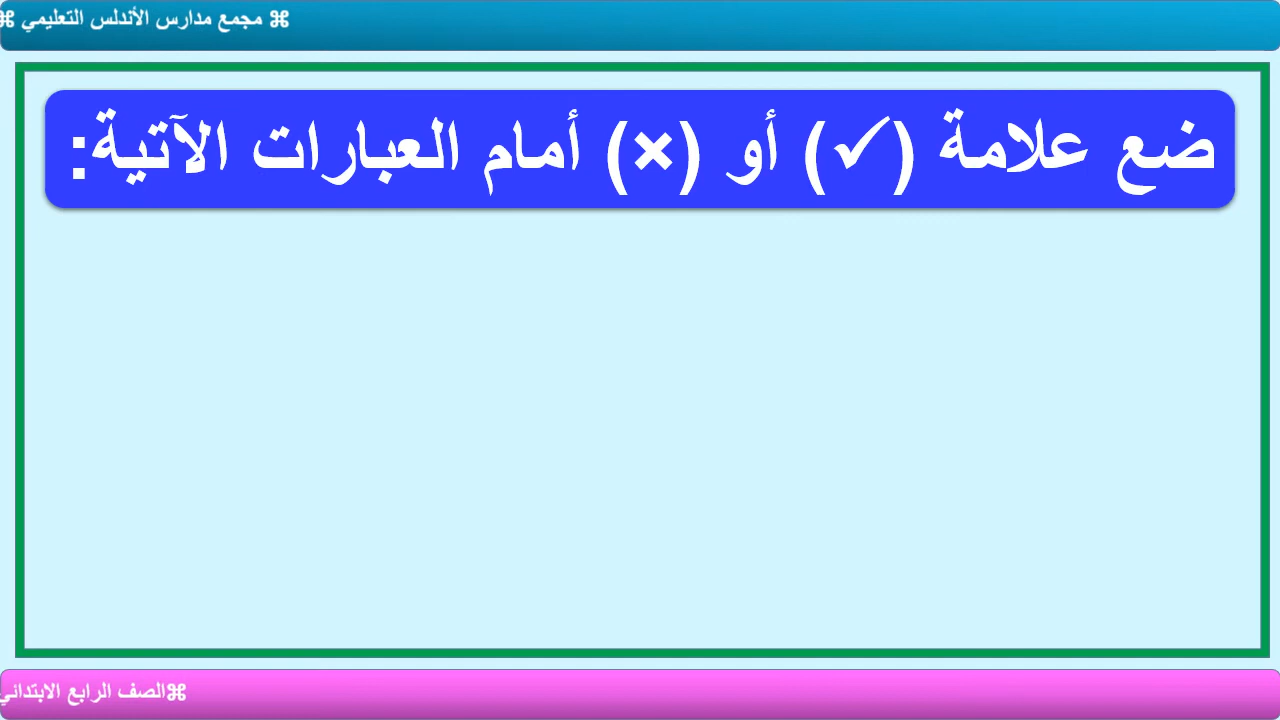 ⌘ مجمع مدارس الأندلس التعليمي ⌘
ضع علامة (✓) أو (×) أمام العبارات الآتية:
⌘الصف الرابع الابتدائي